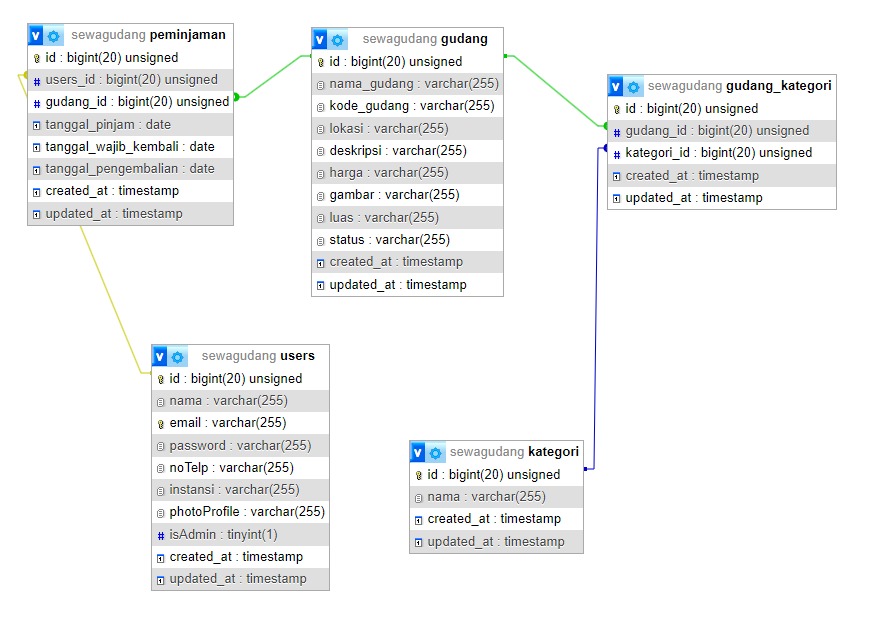 v sewagudang peminjaman
id : bigint(20) unsigned
# users_id : bigint(20) unsigned
# gudang_id : bigint(20) unsigned
tanggal_pinjam : date
tanggal_wajib_kembali : date
tanggal_pengembalian : date
created_at : timestamp
updated_at : timestamp
v sewagudang gudang
id : bigint(20) unsigned
nama_gudang : varchar(255)
kode_gudang : varchar(255)
lokasi : varchar(255)
deskripsi : varchar(255)
harga : varchar(255)
gambar : varchar(255)
luas : varchar(255)
status : varchar(255)
created_at : timestamp
updated_at : timestamp
v sewagudang gudang_kategori
id : bigint(20) unsigned
# gudang_id : bigint(20) unsigned
# kategori_id : bigint(20) unsigned
created_at : timestamp
updated_at : timestamp
v sewagudang users
id : bigint(20) unsigned
nama : varchar(255)
email : varchar(255)
password : varchar(255)
noTelp : varchar(255)
instansi : varchar(255)
photoProfile : varchar(255)
# isAdmin : tinyint(1)
created_at : timestamp
updated_at : timestamp
v sewagudang kategori
id : bigint(20) unsigned
nama : varchar(255)
created_at : timestamp
updated_at : timestamp